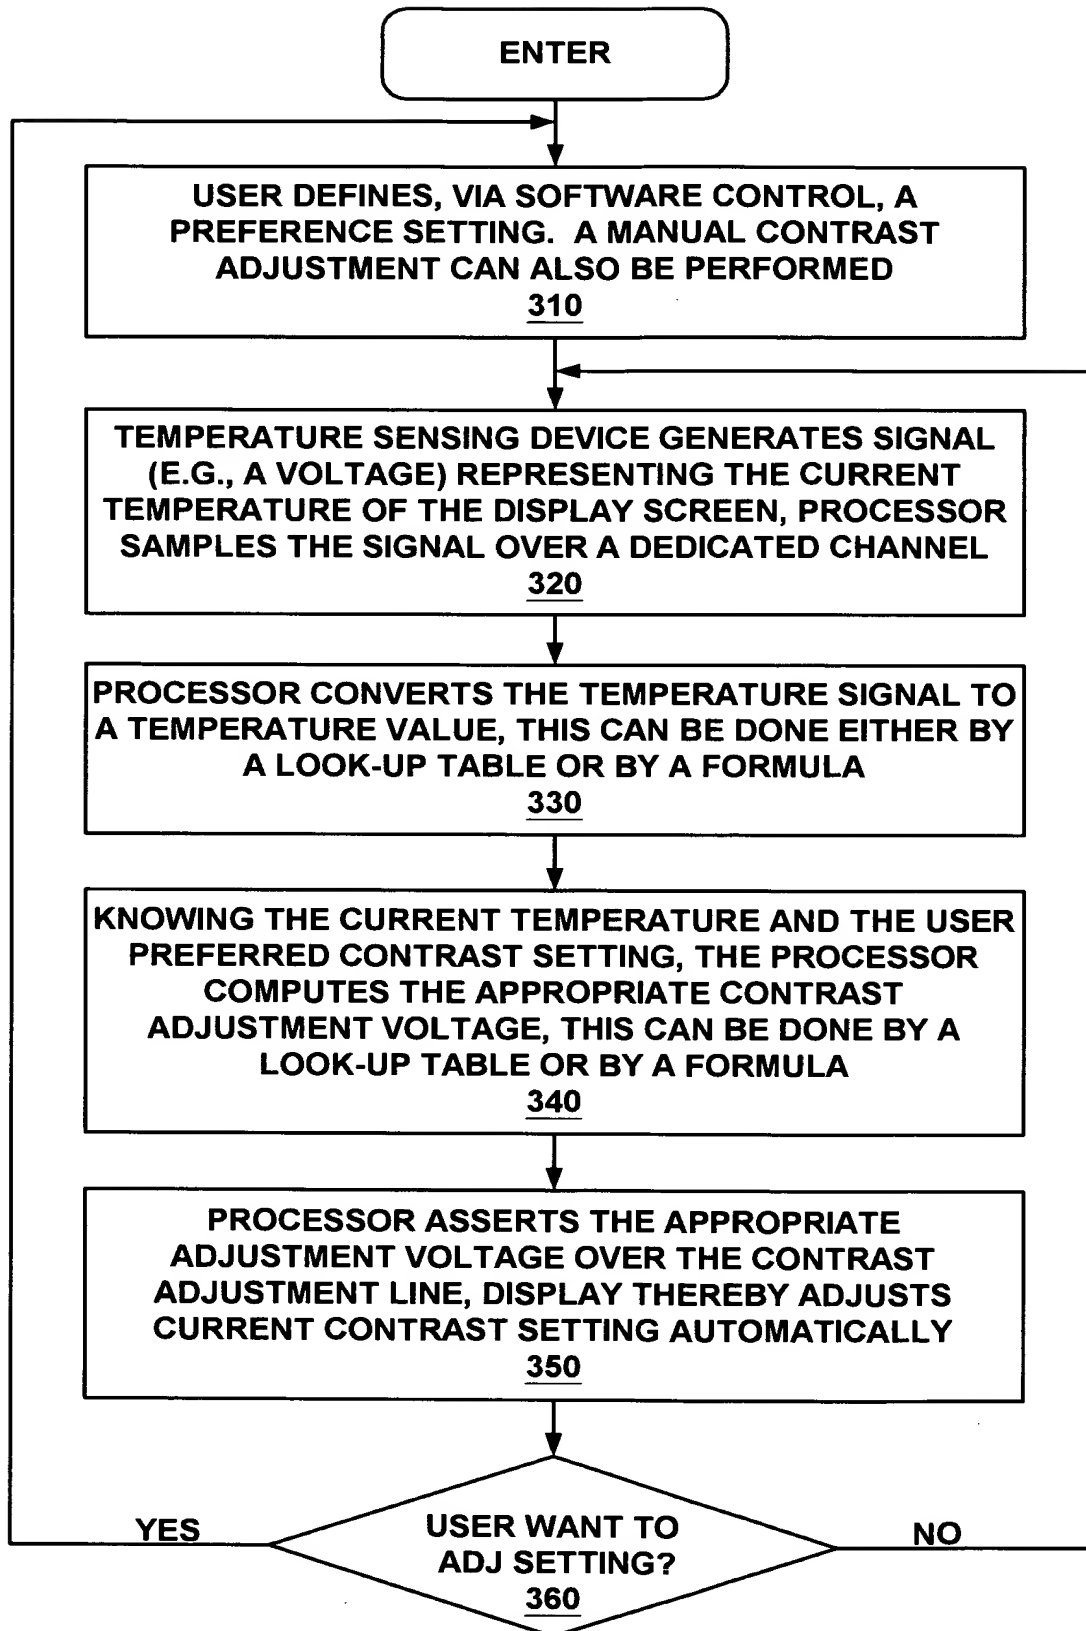 ENTER
USER DEFINES, VIA SOFTWARE CONTROL, A
PREFERENCE SETTING. A MANUAL CONTRAST
ADJUSTMENT CAN ALSO BE PERFORMED
310
TEMPERATURE SENSING DEVICE GENERATES SIGNAL
(E.G., A VOLTAGE) REPRESENTING THE CURRENT
TEMPERATURE OF THE DISPLAY SCREEN, PROCESSOR
SAMPLES THE SIGNAL OVER A DEDICATED CHANNEL
320
PROCESSOR CONVERTS THE TEMPERATURE SIGNAL TO
A TEMPERATURE VALUE, THIS CAN BE DONE EITHER BY
A LOOK-UP TABLE OR BY A FORMULA
330
KNOWING THE CURRENT TEMPERATURE AND THE USER
PREFERRED CONTRAST SETTING, THE PROCESSOR
COMPUTES THE APPROPRIATE CONTRAST
ADJUSTMENT VOLTAGE, THIS CAN BE DONE BY A
LOOK-UP TABLE OR BY A FORMULA
340
PROCESSOR ASSERTS THE APPROPRIATE
ADJUSTMENT VOLTAGE OVER THE CONTRAST
ADJUSTMENT LINE, DISPLAY THEREBY ADJUSTS
CURRENT CONTRAST SETTING AUTOMATICALLY
350
YES
USER WANT TO
ADJ SETTING?
360
NO